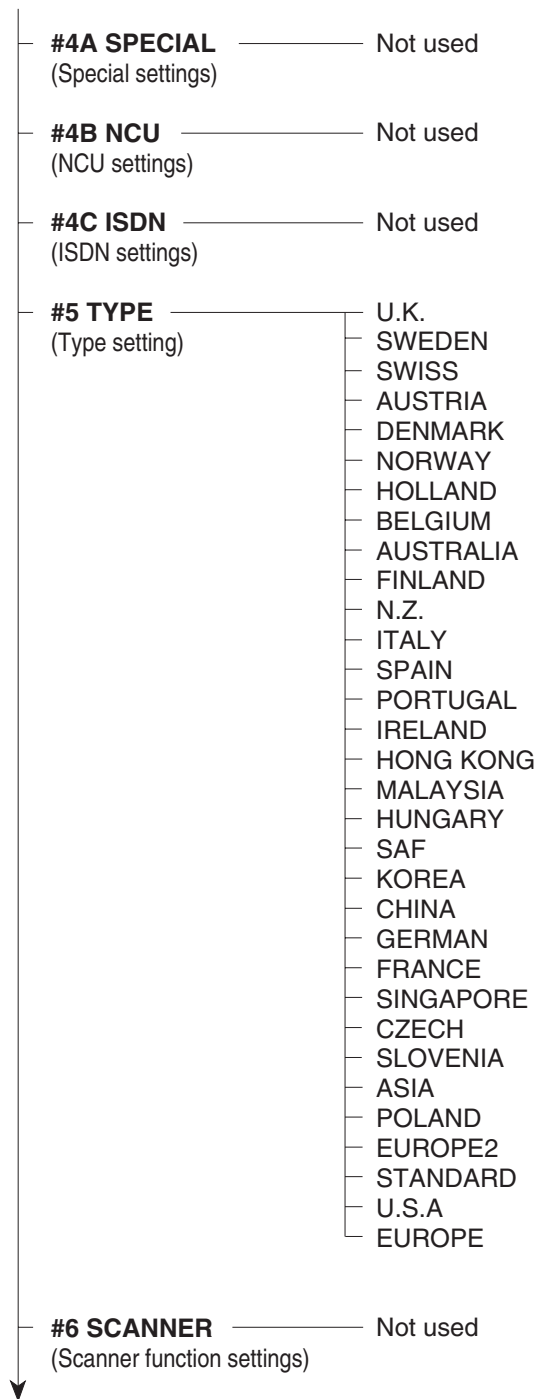 #4A SPECIAL Not used
(Special settings)
#4B NCU Not used
(NCU settings)
#4C ISDN Not used
(ISDN settings)
#5 TYPE U.K.
(Type setting) SWEDEN
SWISS
AUSTRIA
DENMARK
NORWAY
HOLLAND
BELGIUM
AUSTRALIA
FINLAND
N.Z.
ITALY
SPAIN
PORTUGAL
IRELAND
HONG KONG
MALAYSIA
HUNGARY
SAF
KOREA
CHINA
GERMAN
FRANCE
SINGAPORE
CZECH
SLOVENIA
ASIA
POLAND
EUROPE2
STANDARD
U.S.A
EUROPE
#6 SCANNER Not used
(Scanner function settings)